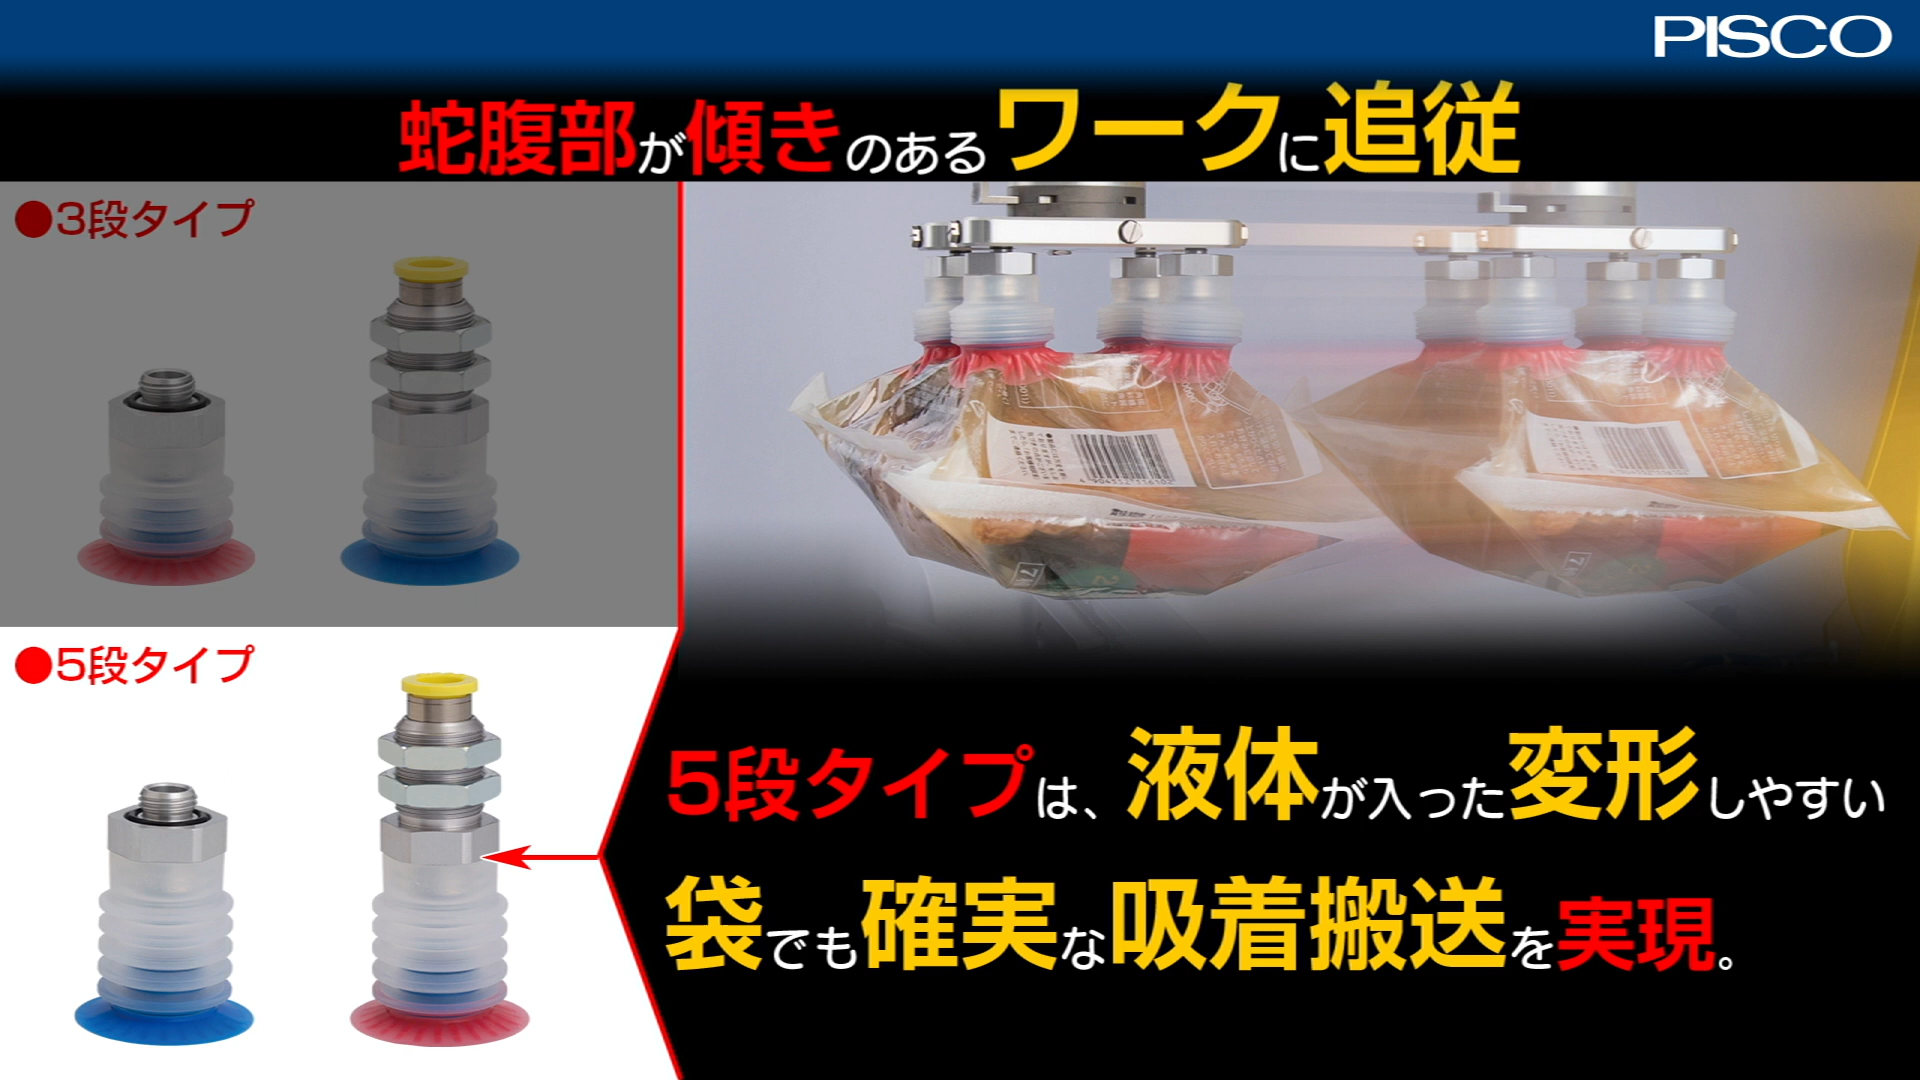 PISCO
蛇腹部が傾きのあるワークに追従
●3段タイプ
●5段タイプ
5段タイプは、液体が入った変形しやすい
袋でも確実な吸着搬送を実現。